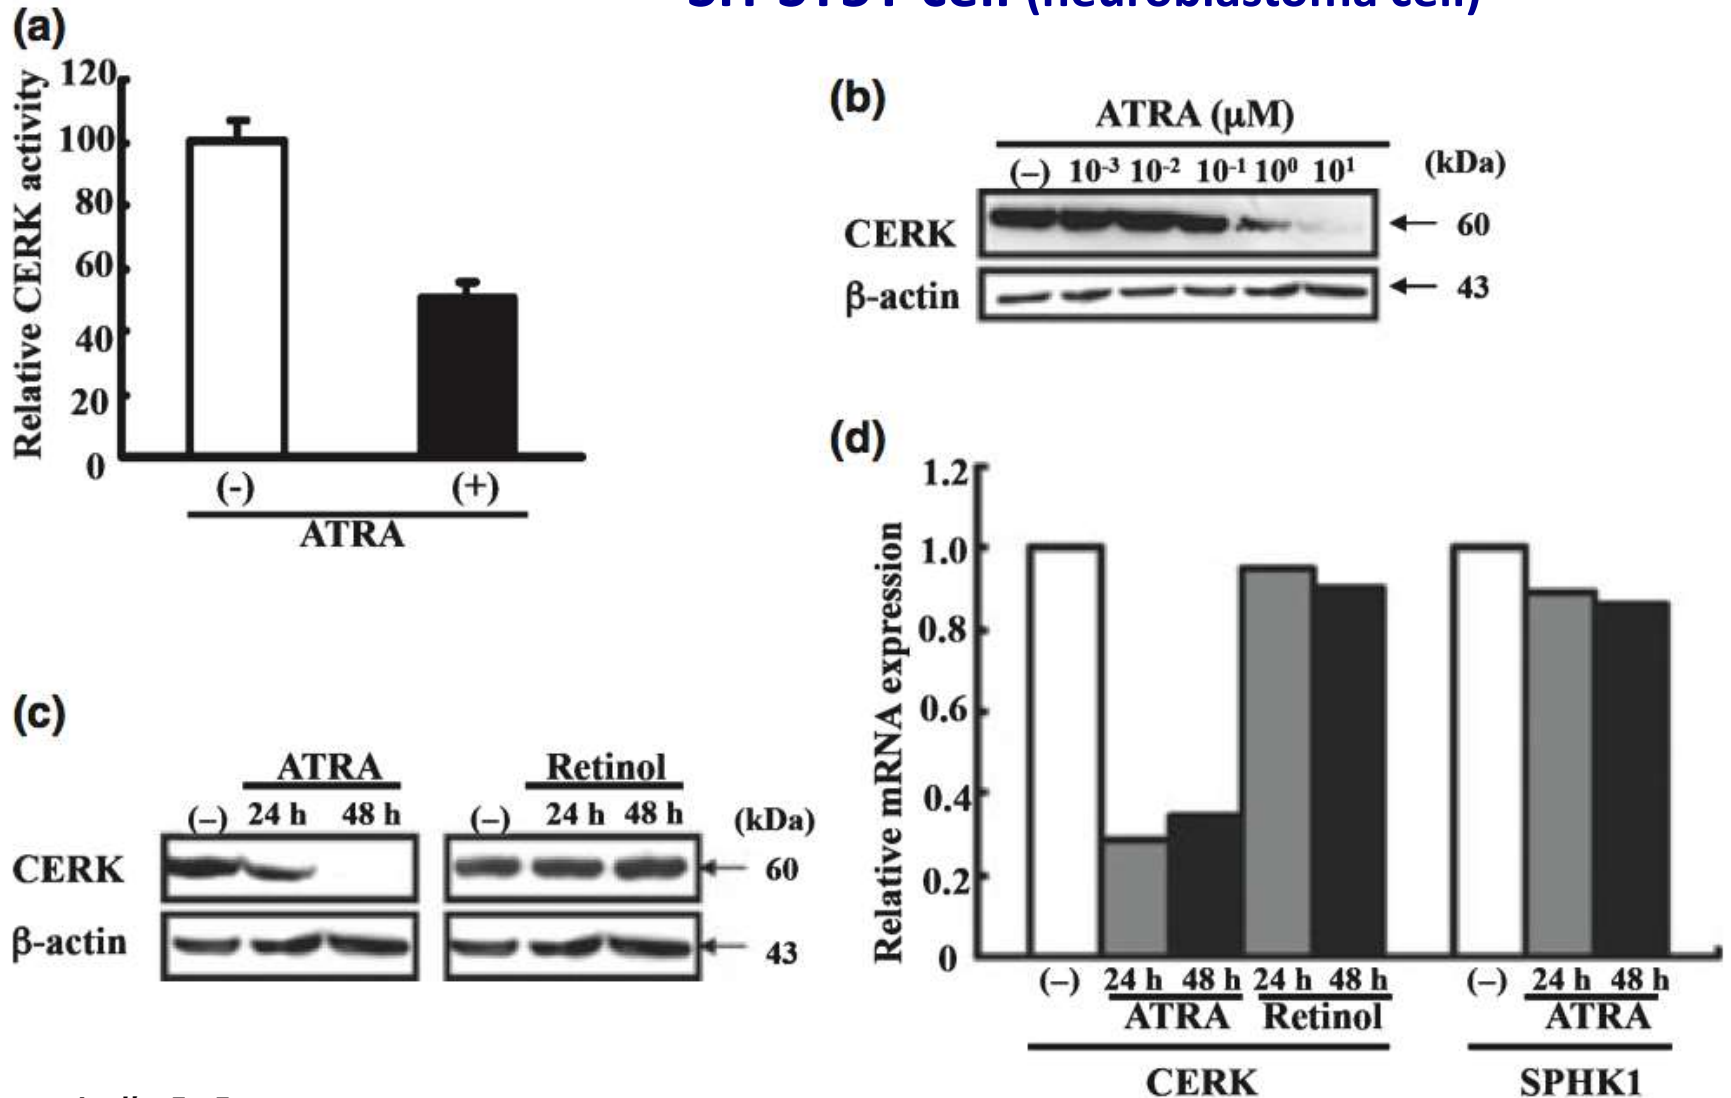 (neuroblastoma cell)
(a)
Relative CERK activity
120
100
80
60
40
20
0
(-) (+)
ATRA
(b)
ATRA (μM)
(–) 10⁻³ 10⁻² 10⁻¹ 10⁰ 10¹ (kDa)
CERK 60
β-actin 43
(c)
ATRA Retinol
(–) 24 h 48 h (–) 24 h 48 h (kDa)
CERK 60
β-actin 43
(d)
Relative mRNA expression
1.2
1.0
0.8
0.6
0.4
0.2
0
(–) 24 h 48 h 24 h 48 h (–) 24 h 48 h
ATRA Retinol ATRA
CERK SPHK1